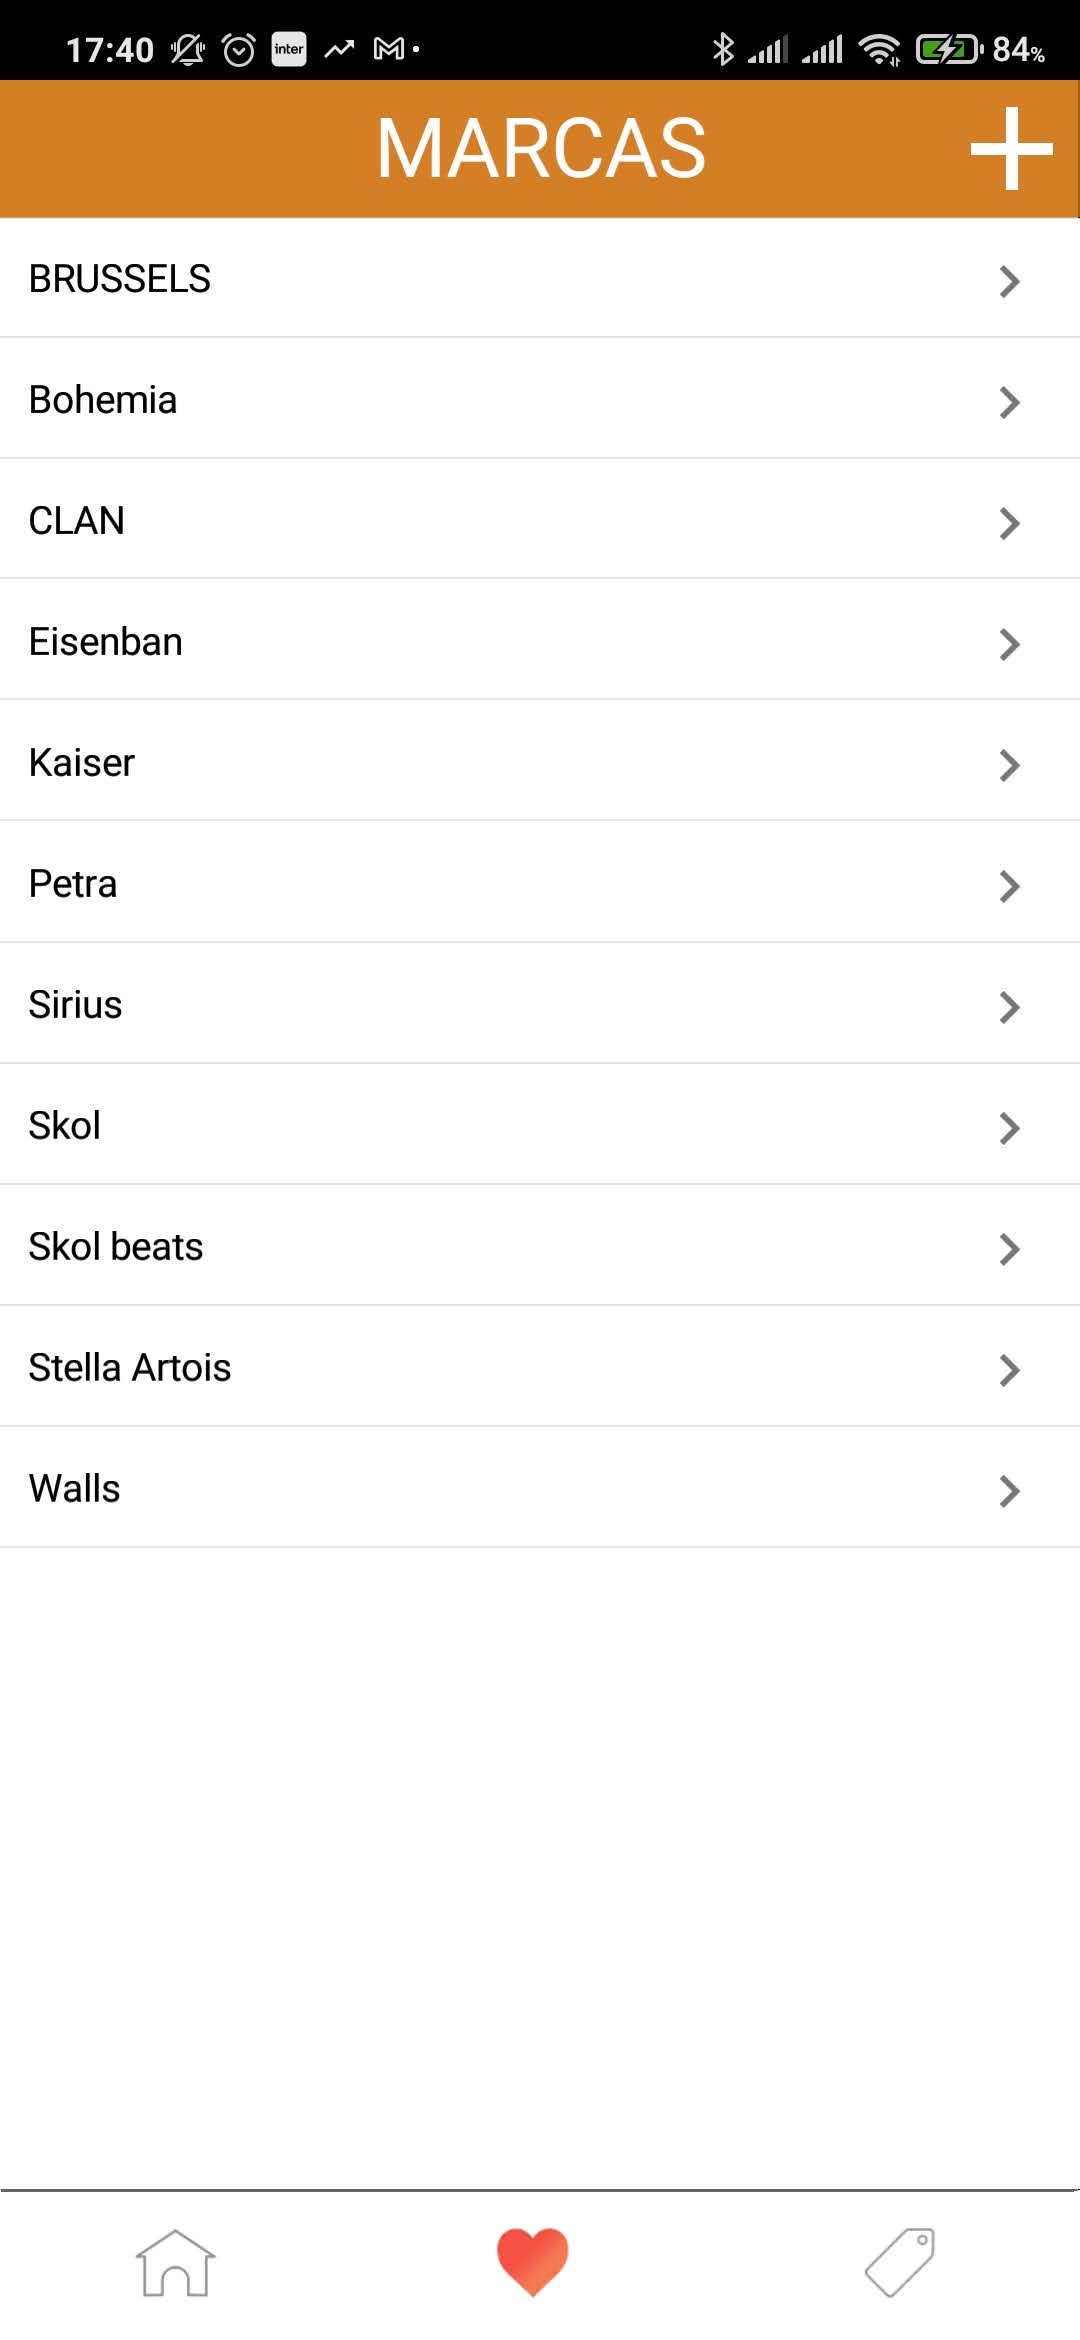 17:40 inter 84%
MARCAS
BRUSSELS
Bohemia
CLAN
Eisenban
Kaiser
Petra
Sirius
Skol
Skol beats
Stella Artois
Walls